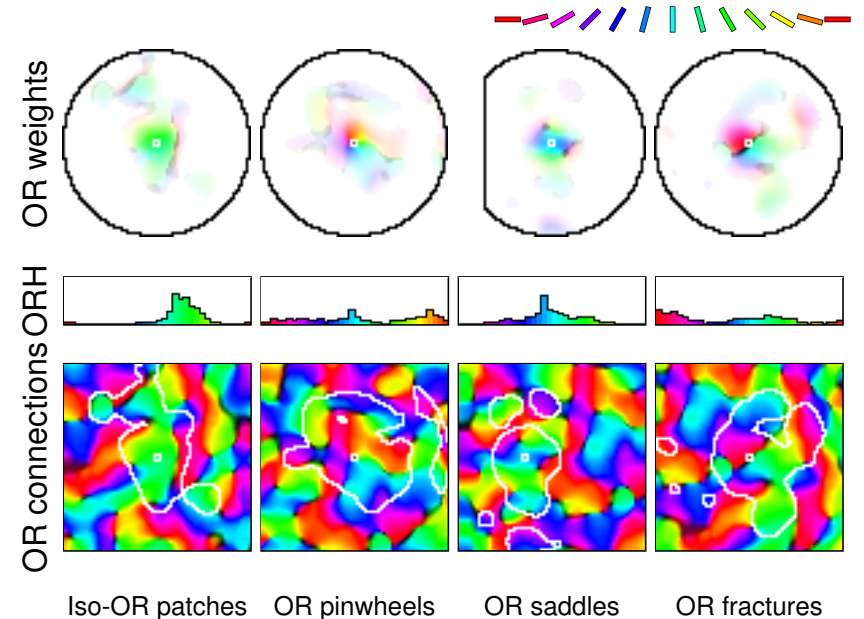 OR weights
ORH
OR connections
Iso-OR patches OR pinwheels OR saddles OR fractures